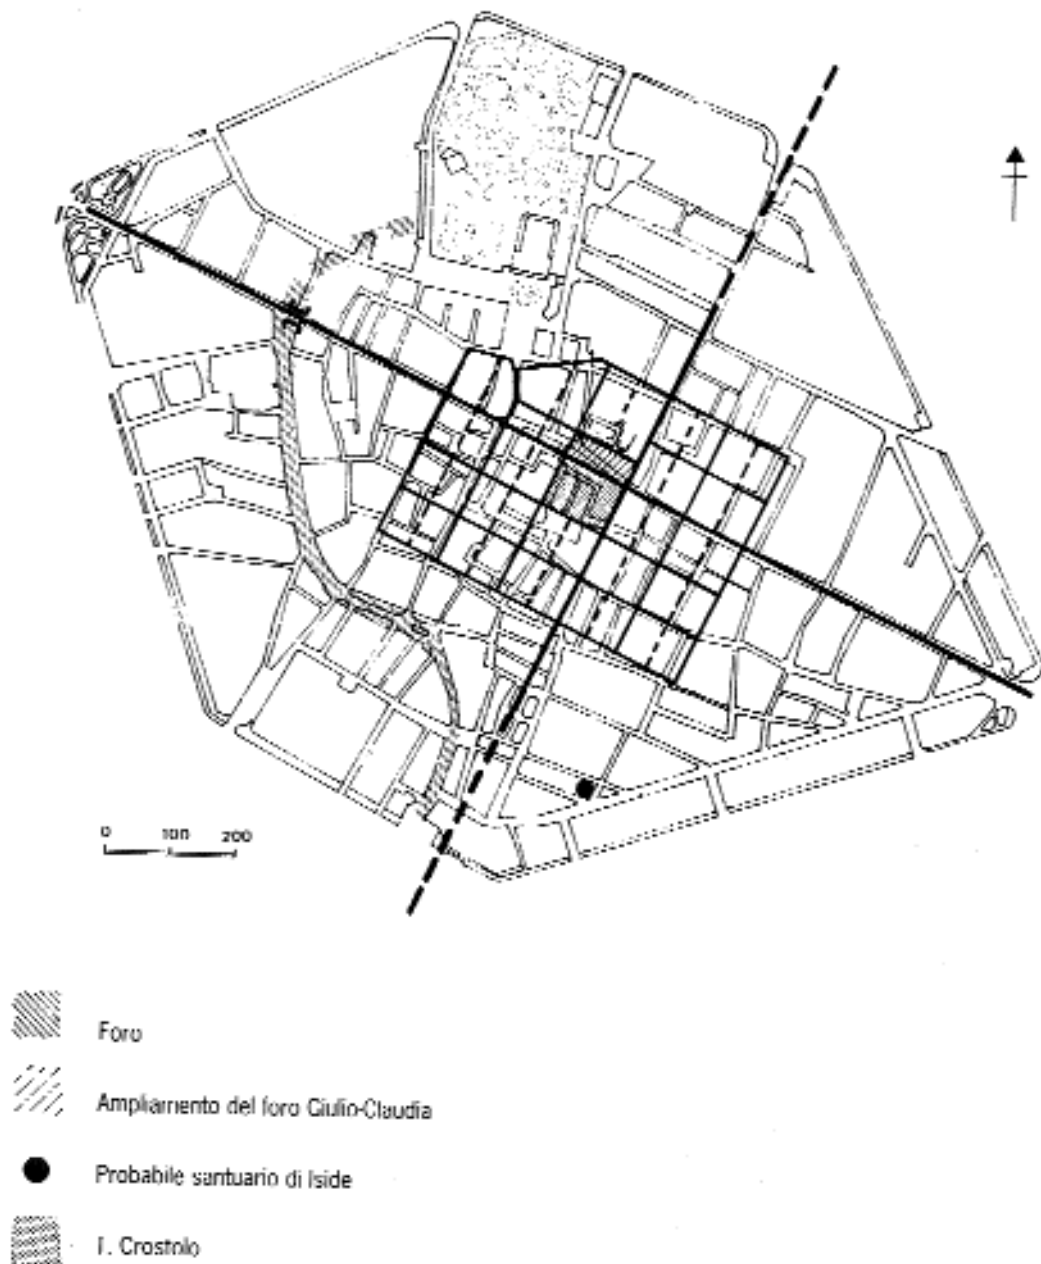 0 100 200
Foro
Ampliamento del foro Giulio-Claudia
Probabile santuario di Iside
f. Crostolo